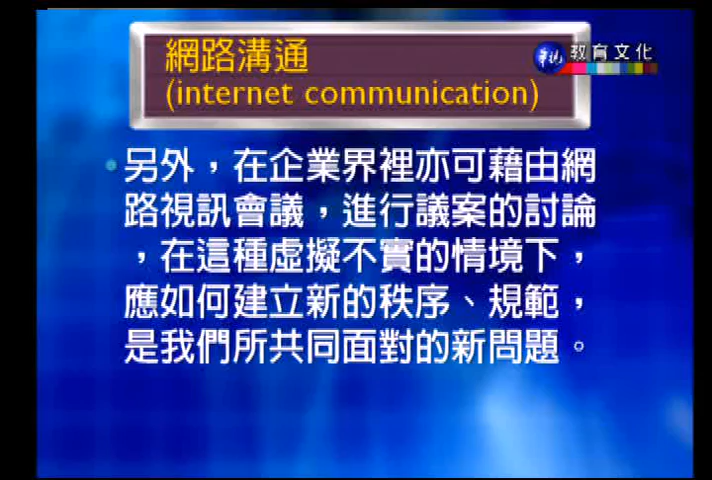 網路溝通
(internet communication)
華視 教育文化
另外，在企業界裡亦可藉由網
路視訊會議，進行議案的討論
，在這種虛擬不實的情境下，
應如何建立新的秩序、規範，
是我們所共同面對的新問題。